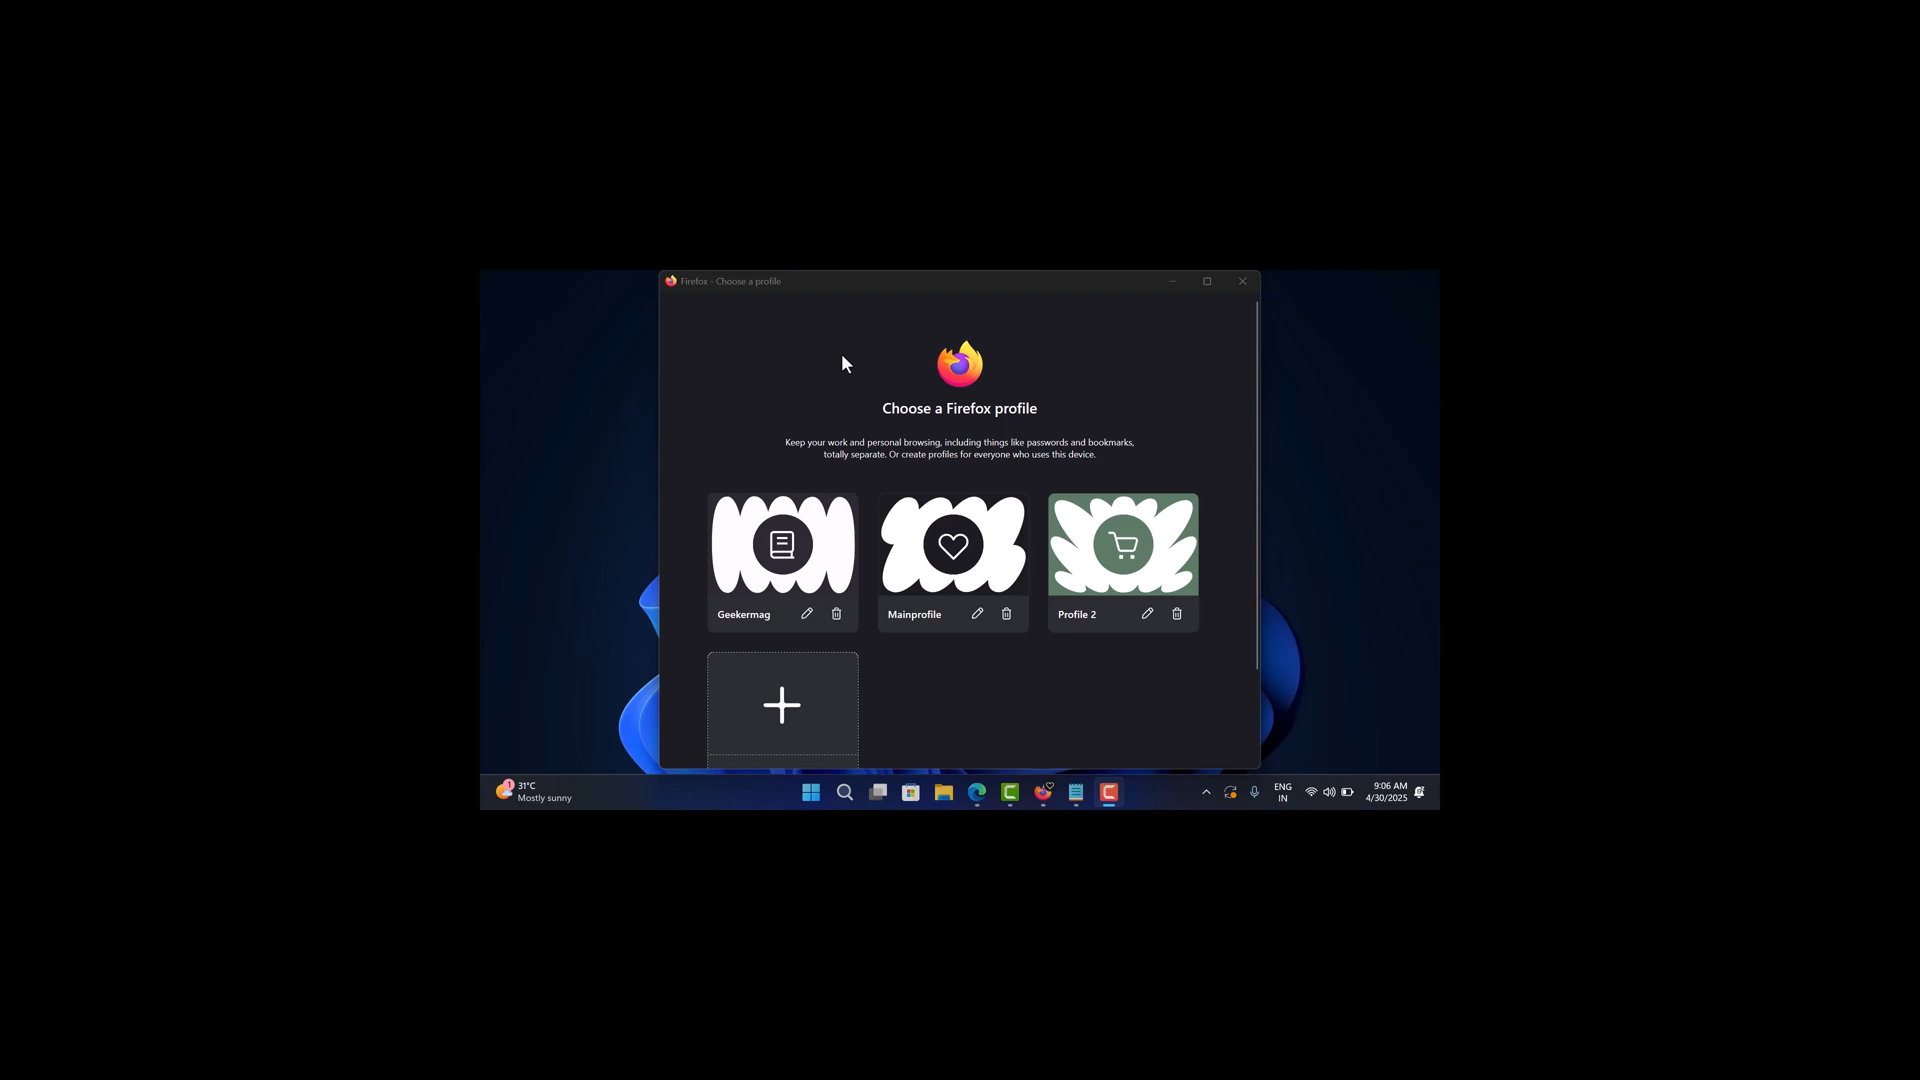 Firefox - Choose a profile
Choose a Firefox profile
Keep your work and personal browsing, including things like passwords and bookmarks,
totally separate. Or create profiles for everyone who uses this device.
Geekermag
Mainprofile
Profile 2
1
31°C
Mostly sunny
ENG
IN
9:06 AM
4/30/2025